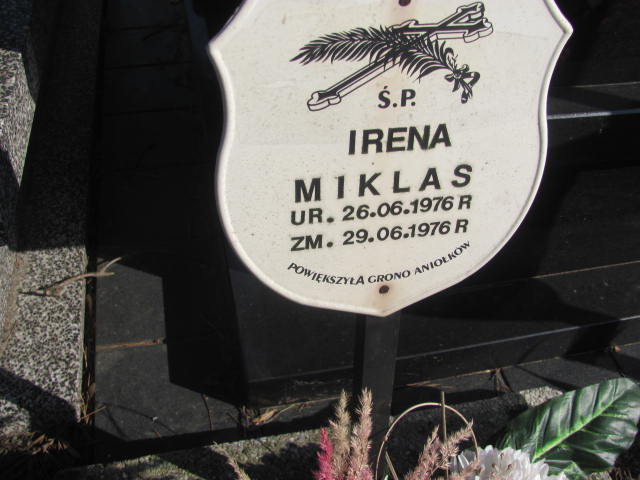 Ś.P.
IRENA
MIKLAS
UR. 26.06.1976 R
ZM. 29.06.1976 R
POWIĘKSZYŁA GRONO ANIOŁKÓW